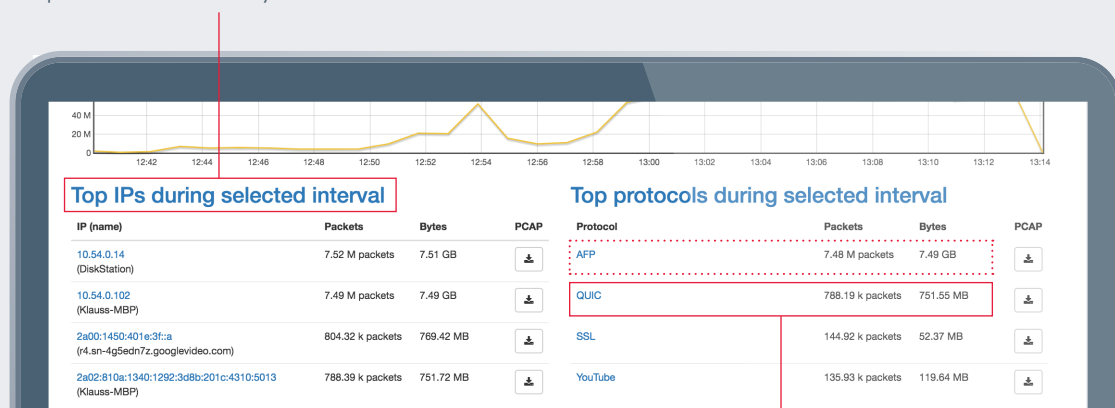 40 M
20 M
0
12:42 12:44 12:46 12:48 12:50 12:52 12:54 12:56 12:58 13:00 13:02 13:04 13:06 13:08 13:10 13:12 13:14
Top IPs during selected interval
IP (name) Packets Bytes PCAP
10.54.0.14 7.52 M packets 7.51 GB
(DiskStation)
10.54.0.102 7.49 M packets 7.49 GB
(Klauss-MBP)
2a00:1450:401e:3f::a 804.32 k packets 769.42 MB
(r4.sn-4g5edn7z.googlevideo.com)
2a02:810a:1340:1292:3d8b:201c:4310:5013 788.39 k packets 751.72 MB
(Klauss-MBP)
Top protocols during selected interval
Protocol Packets Bytes PCAP
AFP 7.48 M packets 7.49 GB
QUIC 788.19 k packets 751.55 MB
SSL 144.92 k packets 52.37 MB
YouTube 135.93 k packets 119.64 MB